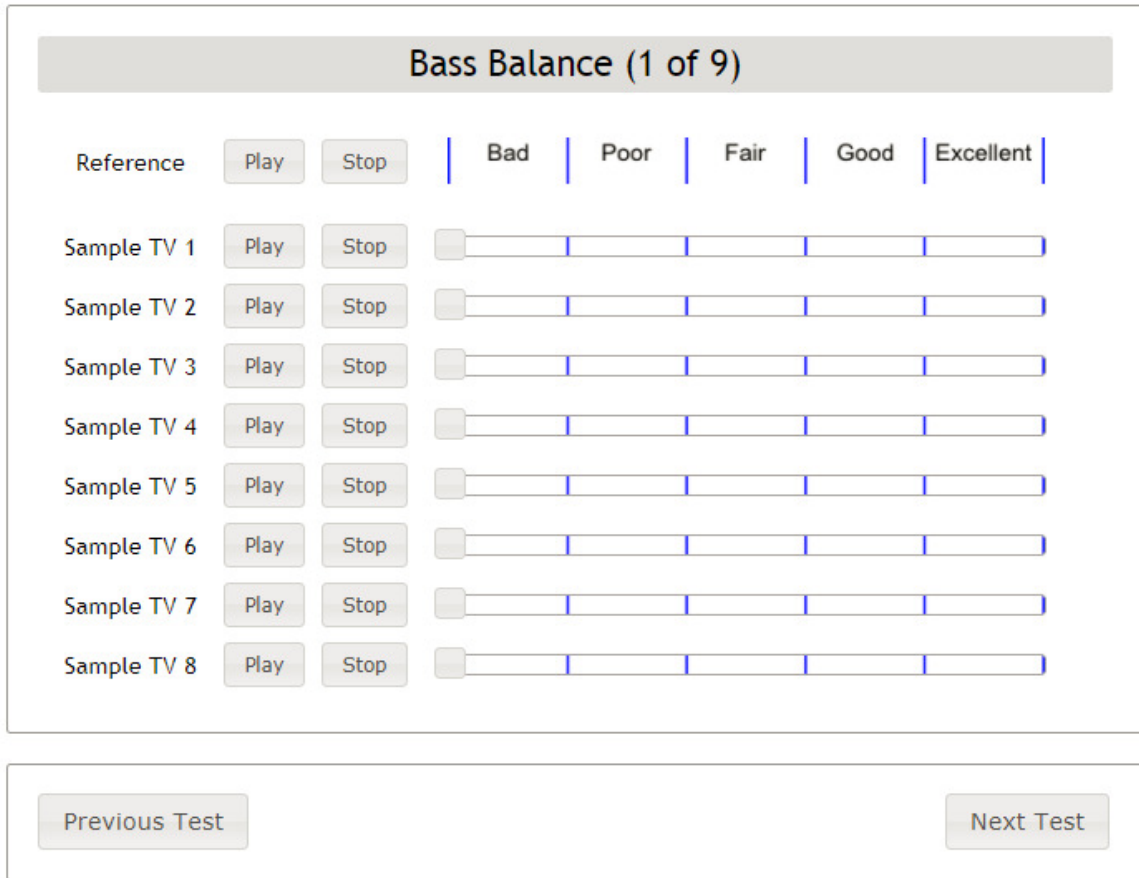 Bass Balance (1 of 9)
Reference Play Stop Bad Poor Fair Good Excellent
Sample TV 1 Play Stop
Sample TV 2 Play Stop
Sample TV 3 Play Stop
Sample TV 4 Play Stop
Sample TV 5 Play Stop
Sample TV 6 Play Stop
Sample TV 7 Play Stop
Sample TV 8 Play Stop
Previous Test Next Test